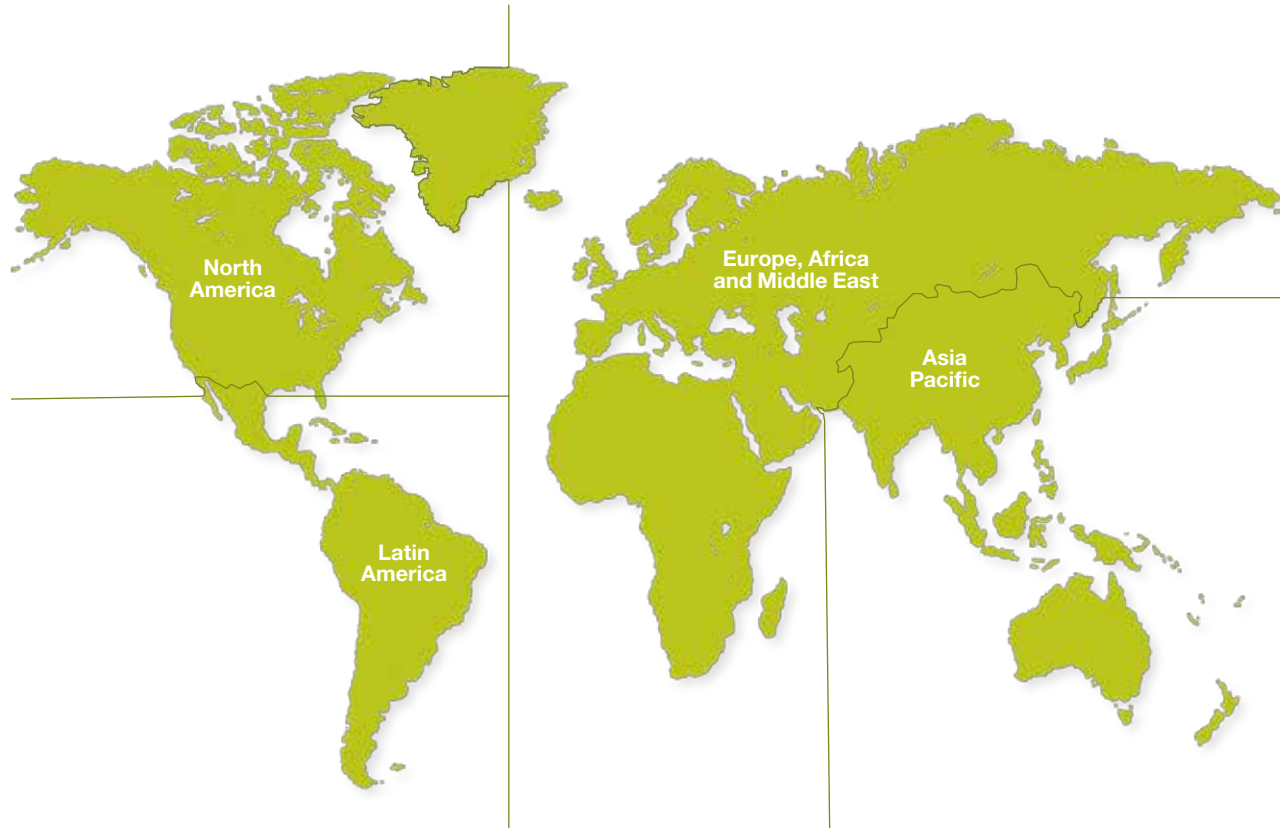 North
America
Europe, Africa
and Middle East
Asia
Pacific
Latin
America